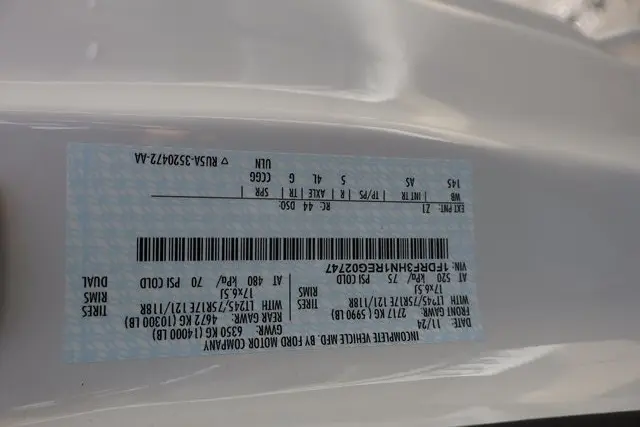 INCOMPLETE VEHICLE MFD. BY FORD MOTOR COMPANY
DATE: 11/24 GVWR: 6350 KG (14000 LB)
FRONT GAWR: 2717 KG (5990 LB) REAR GAWR: 4672 KG (10300 LB)
WITH LT245/75R17E 121/118R TIRES WITH LT245/75R17E 121/118R TIRES
17x6.5J RIMS 17x6.5J RIMS
AT 520 kPa/ 75 PSI COLD AT 480 kPa/ 70 PSI COLD DUAL
VIN: 1FDRF3HN1REG02747
EXT PNT: Z1 RC: 44 DSO:
WB INT TR TP/PS R AXLE TR SPR
145 AS 5 4L G CCGG
ULN
▽ RU5A-3520472-AA